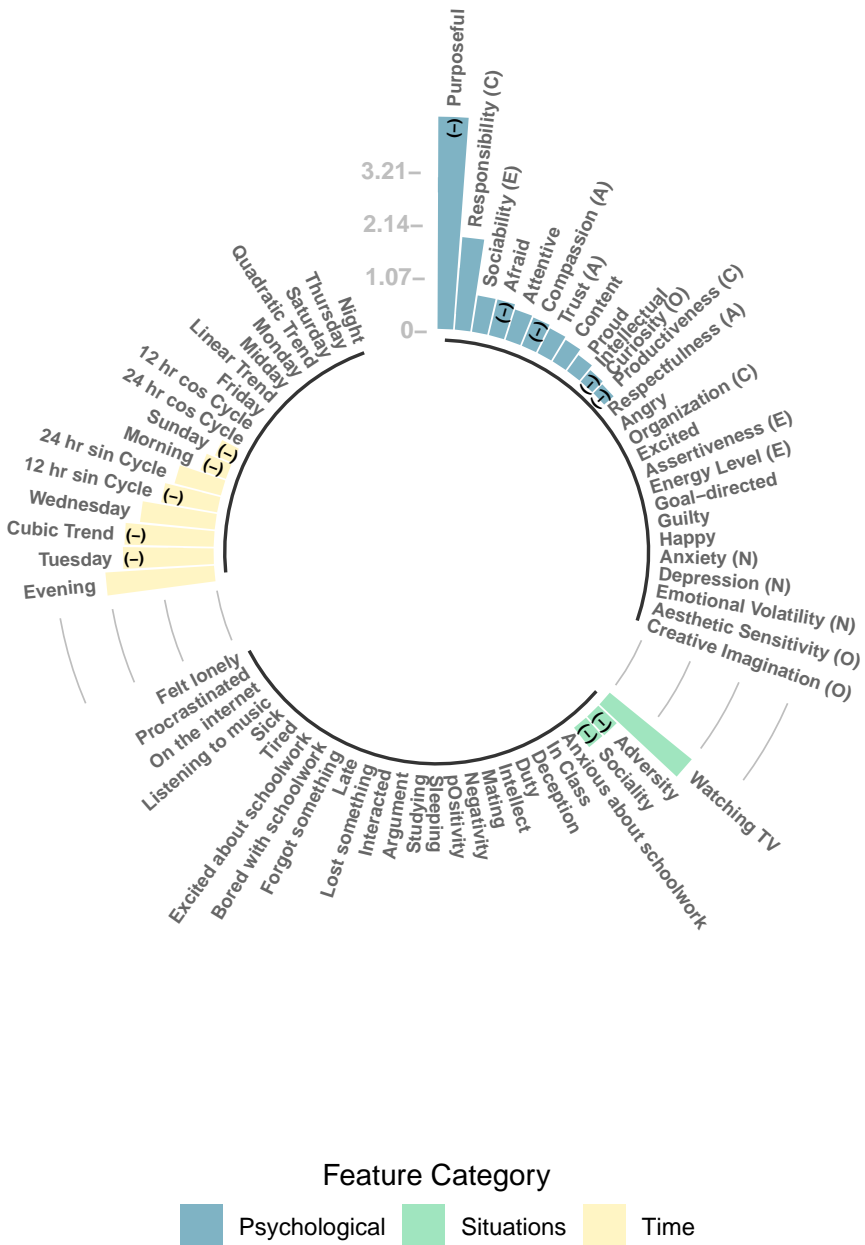 Purposeful
(–)
Responsibility (C)
Sociability (E)
Afraid
(–)
Attentive
Compassion (A)
(–)
Trust (A)
Content
Proud
Intellectual
Curiosity (O)
(–)
Productiveness (C)
(–)
Respectfulness (A)
Angry
Organization (C)
Excited
Assertiveness (E)
Energy Level (E)
Goal–directed
Guilty
Happy
Anxiety (N)
Depression (N)
Emotional Volatility (N)
Aesthetic Sensitivity (O)
Creative Imagination (O)
Watching TV
Adversity
(–)
Sociality
(–)
Anxious about schoolwork
In Class
Deception
Duty
Intellect
Mating
Negativity
pOsitivity
Sleeping
Studying
Argument
Interacted
Lost something
Late
Forgot something
Bored with schoolwork
Excited about schoolwork
Tired
Sick
Listening to music
On the internet
Procrastinated
Felt lonely
Evening
Tuesday
(–)
Cubic Trend
(–)
Wednesday
12 hr sin Cycle
(–)
24 hr sin Cycle
Morning
(–)
Sunday
(–)
24 hr cos Cycle
12 hr cos Cycle
Friday
Linear Trend
Midday
Monday
Quadratic Trend
Saturday
Thursday
Night
3.21–
2.14–
1.07–
0–
Feature Category
Psychological
Situations
Time